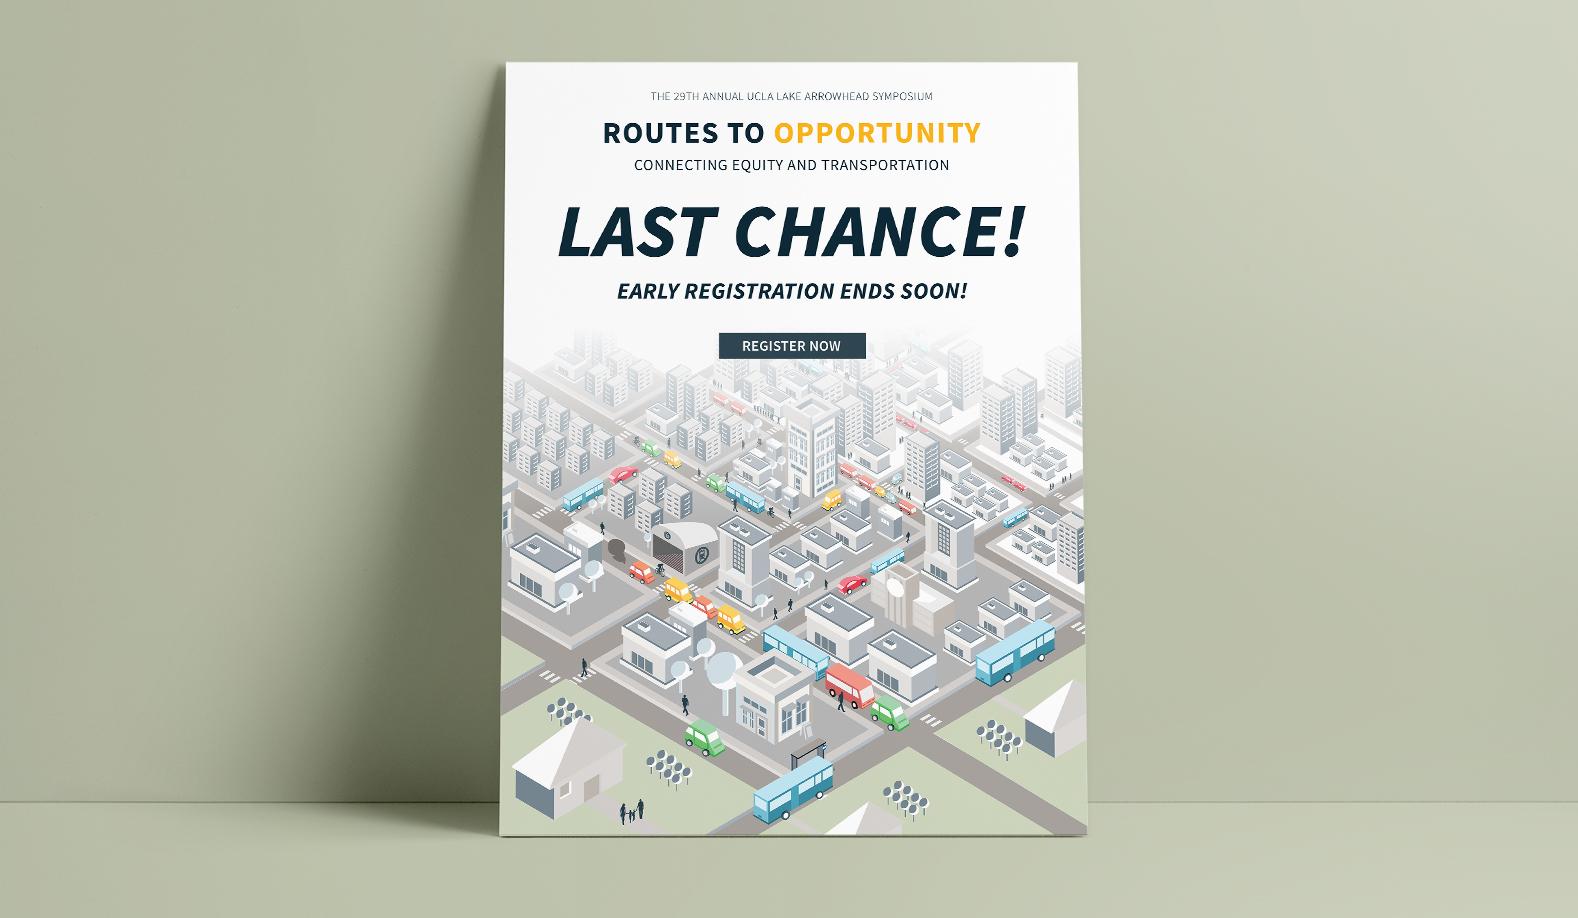 THE 29TH ANNUAL UCLA LAKE ARROWHEAD SYMPOSIUM
ROUTES TO OPPORTUNITY
CONNECTING EQUITY AND TRANSPORTATION
LAST CHANCE!
EARLY REGISTRATION ENDS SOON!
REGISTER NOW